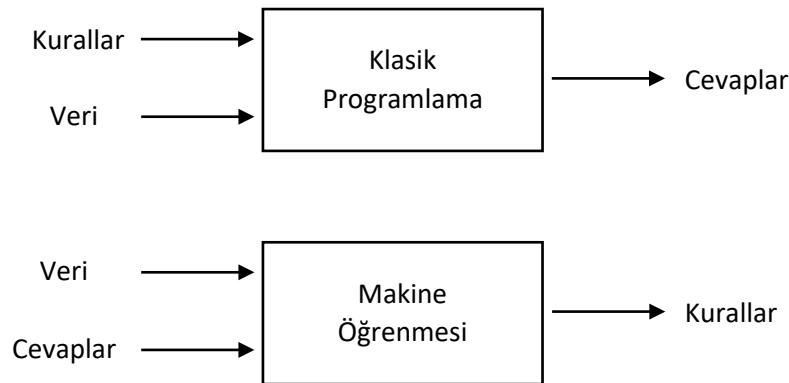 Kurallar
Klasik
Programlama
Cevaplar
Veri
Veri
Makine
Öğrenmesi
Kurallar
Cevaplar